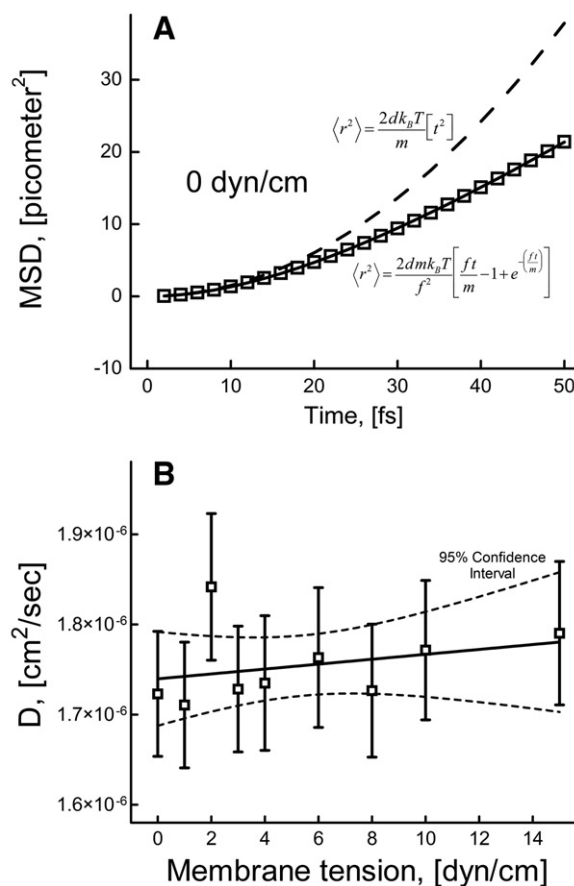 A
MSD, [picometer²]
30
20
10
0
-10
0 dyn/cm
⟨r²⟩ = 2dk_BT/m [t²]
⟨r²⟩ = 2dmk_BT/f² [ft/m - 1 + e^-(ft/m)]
0 10 20 30 40 50
Time, [fs]
B
D, [cm²/sec]
1.9×10⁻⁶
1.8×10⁻⁶
1.7×10⁻⁶
1.6×10⁻⁶
95% Confidence
Interval
0 2 4 6 8 10 12 14
Membrane tension, [dyn/cm]